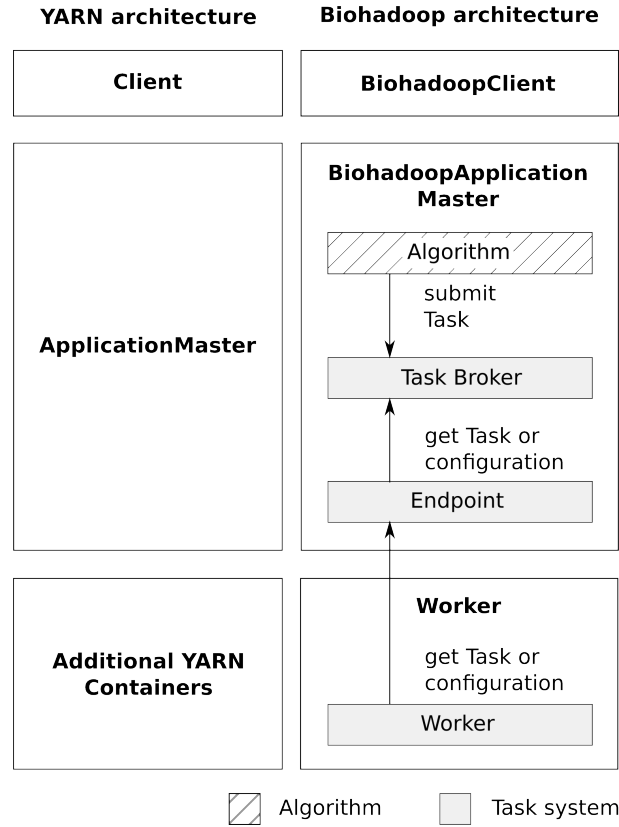 YARN architecture
Biohadoop architecture
Client
BiohadoopClient
ApplicationMaster
BiohadoopApplication
Master
Algorithm
submit
Task
Task Broker
get Task or
configuration
Endpoint
Additional YARN
Containers
Worker
get Task or
configuration
Worker
Algorithm
Task system